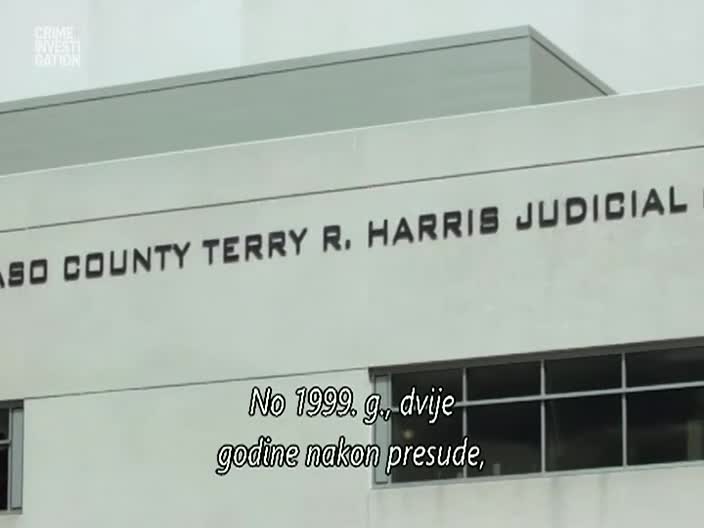 CRIME
INVESTI
GATION
ASO COUNTY TERRY R. HARRIS JUDICIAL
No 1999. g., dvije
godine nakon presude,